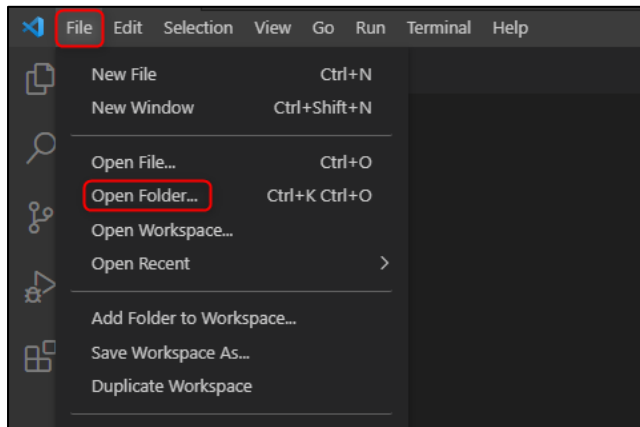 File Edit Selection View Go Run Terminal Help
New File Ctrl+N
New Window Ctrl+Shift+N
Open File... Ctrl+O
Open Folder... Ctrl+K Ctrl+O
Open Workspace...
Open Recent
Add Folder to Workspace...
Save Workspace As...
Duplicate Workspace